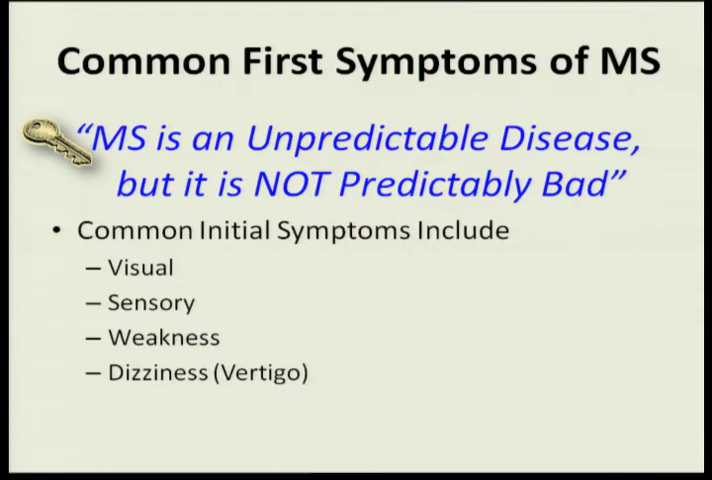 Common First Symptoms of MS
“MS is an Unpredictable Disease,
but it is NOT Predictably Bad”
• Common Initial Symptoms Include
– Visual
– Sensory
– Weakness
– Dizziness (Vertigo)